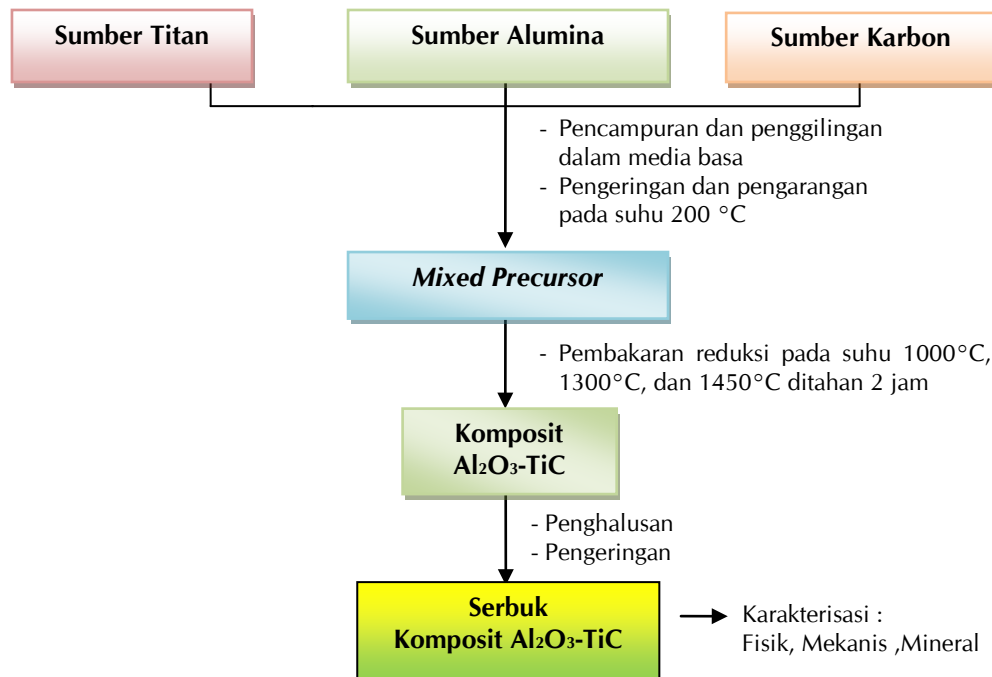 Sumber Titan
Sumber Alumina
Sumber Karbon
- Pencampuran dan penggilingan
dalam media basa
- Pengeringan dan pengarangan
pada suhu 200 °C
Mixed Precursor
- Pembakaran reduksi pada suhu 1000°C,
1300°C, dan 1450°C ditahan 2 jam
Komposit
Al₂O₃-TiC
- Penghalusan
- Pengeringan
Serbuk
Komposit Al₂O₃-TiC
Karakterisasi :
Fisik, Mekanis ,Mineral